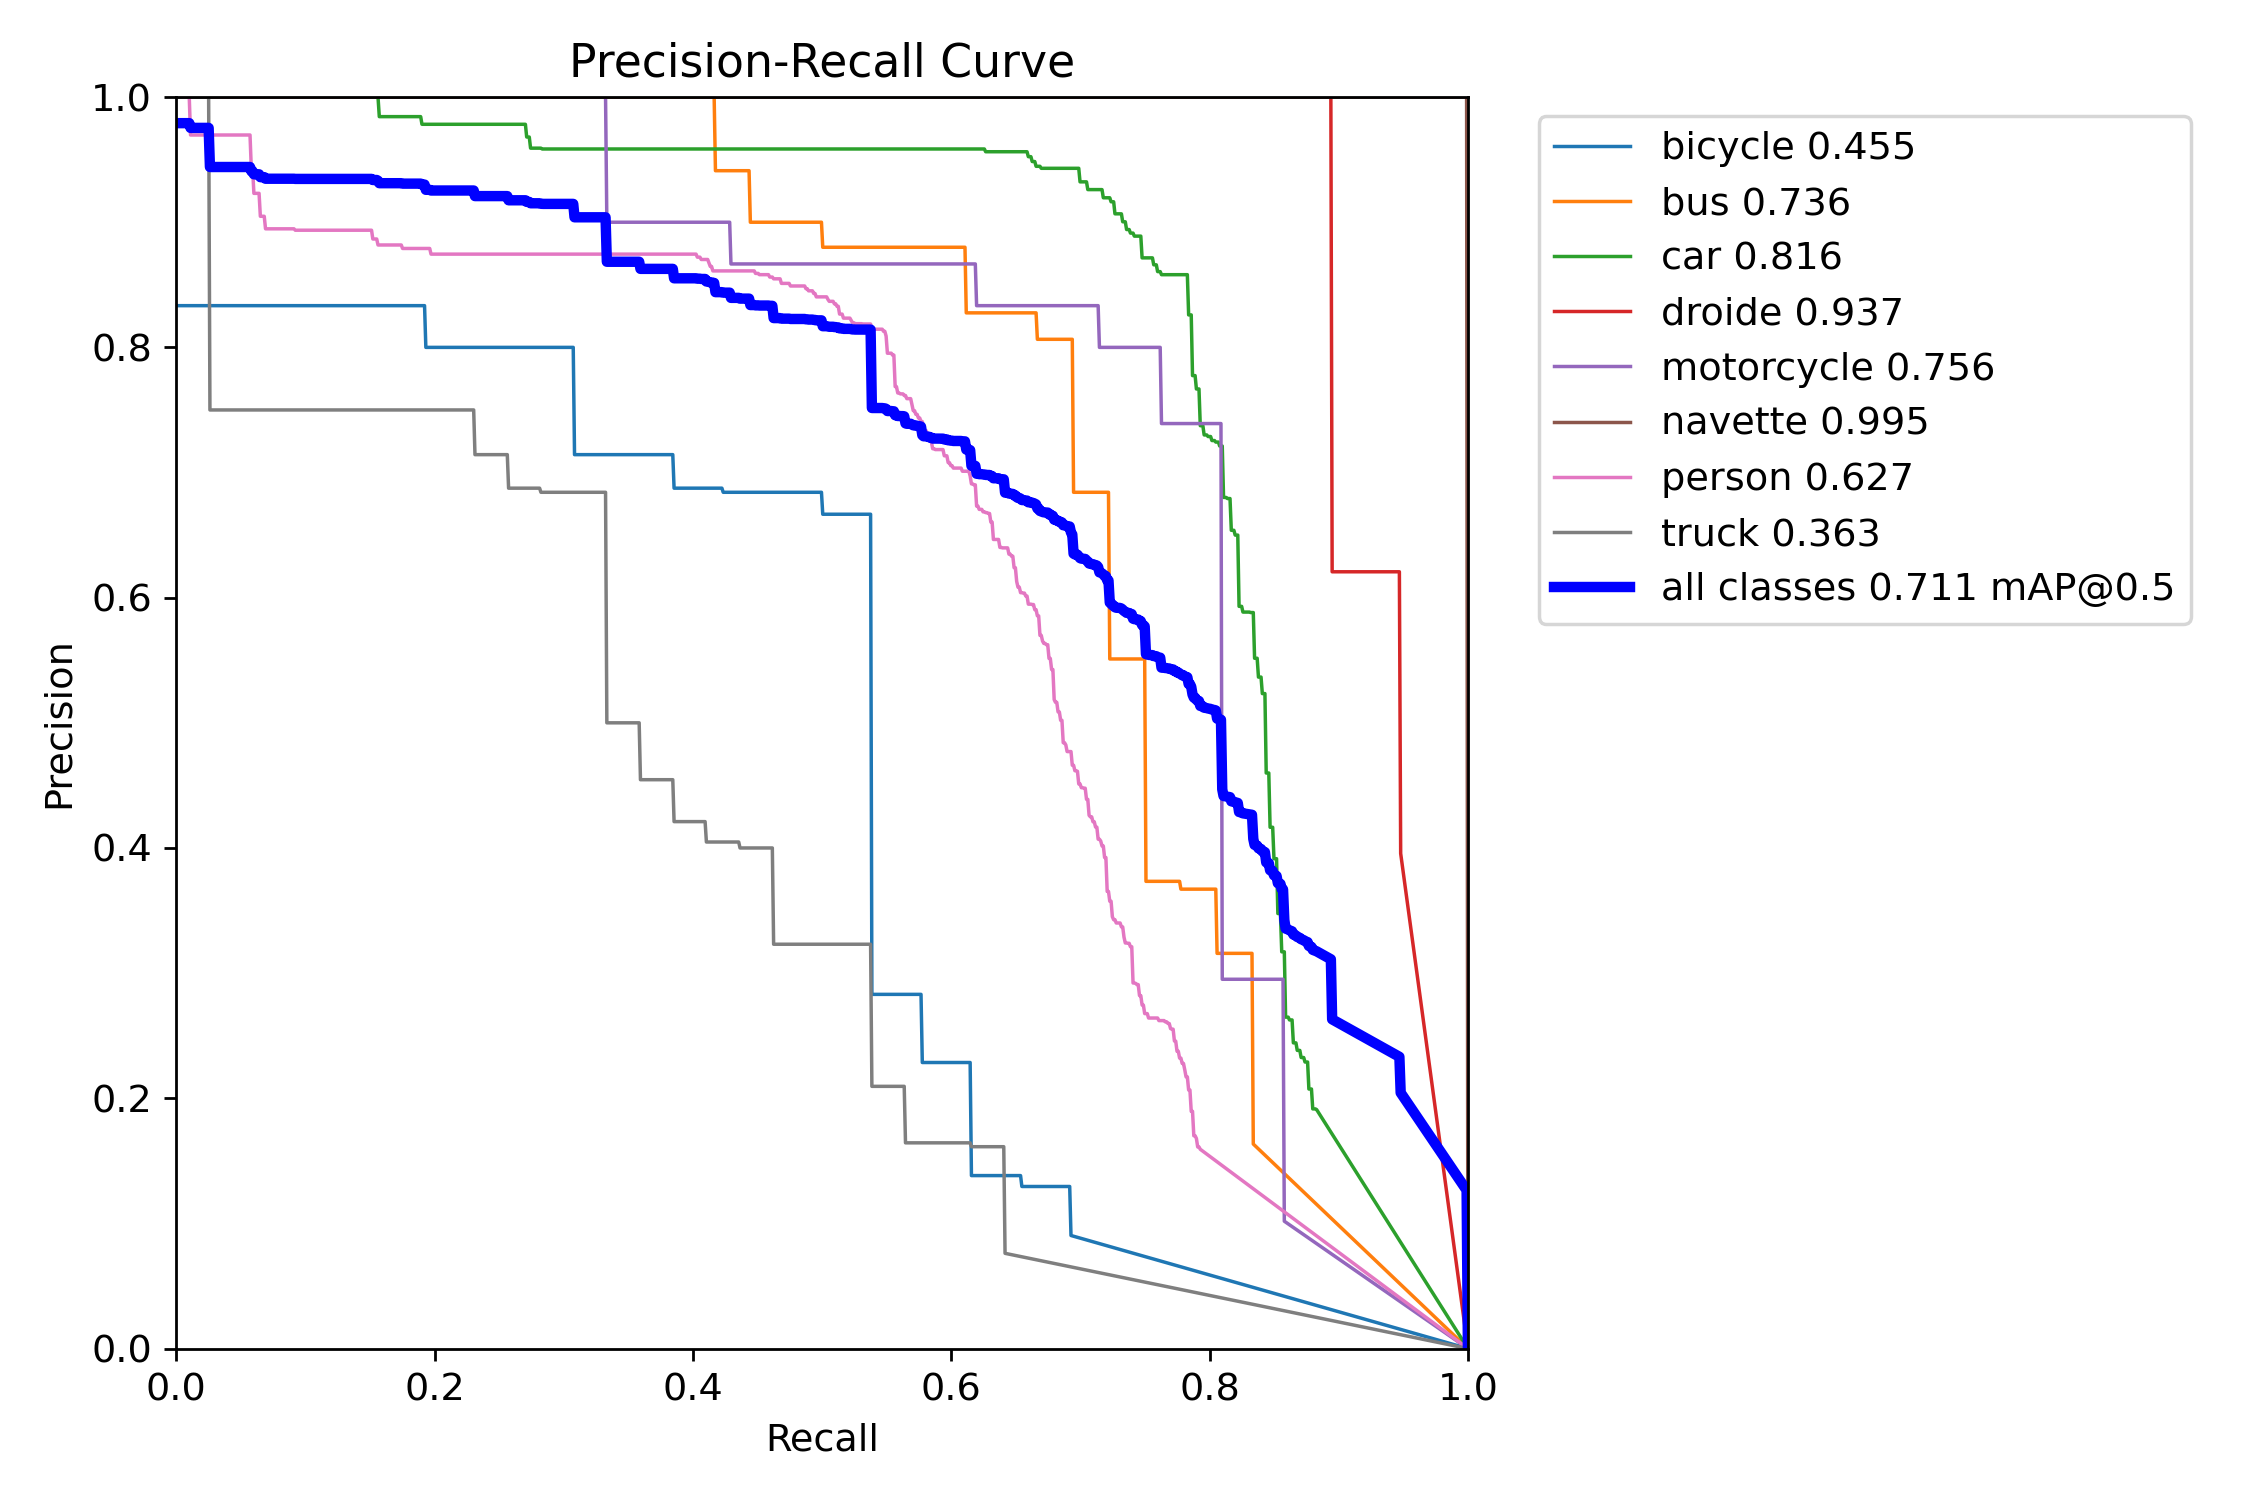 Precision-Recall Curve
1.0
0.8
0.6
0.4
0.2
0.0
Precision
0.0 0.2 0.4 0.6 0.8 1.0
Recall
bicycle 0.455
bus 0.736
car 0.816
droide 0.937
motorcycle 0.756
navette 0.995
person 0.627
truck 0.363
all classes 0.711 mAP@0.5